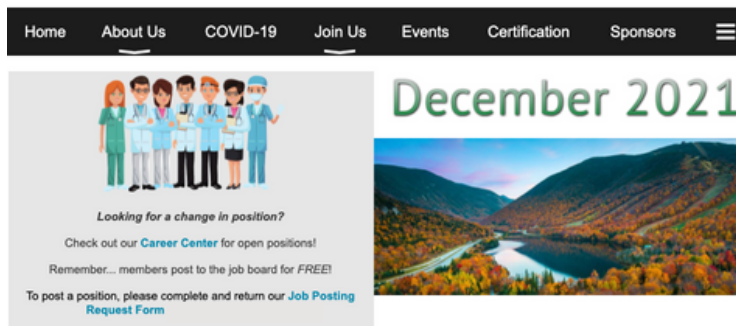 Home About Us COVID-19 Join Us Events Certification Sponsors
Looking for a change in position?
Check out our Career Center for open positions!
Remember... members post to the job board for FREE!
To post a position, please complete and return our Job Posting
Request Form
December 2021